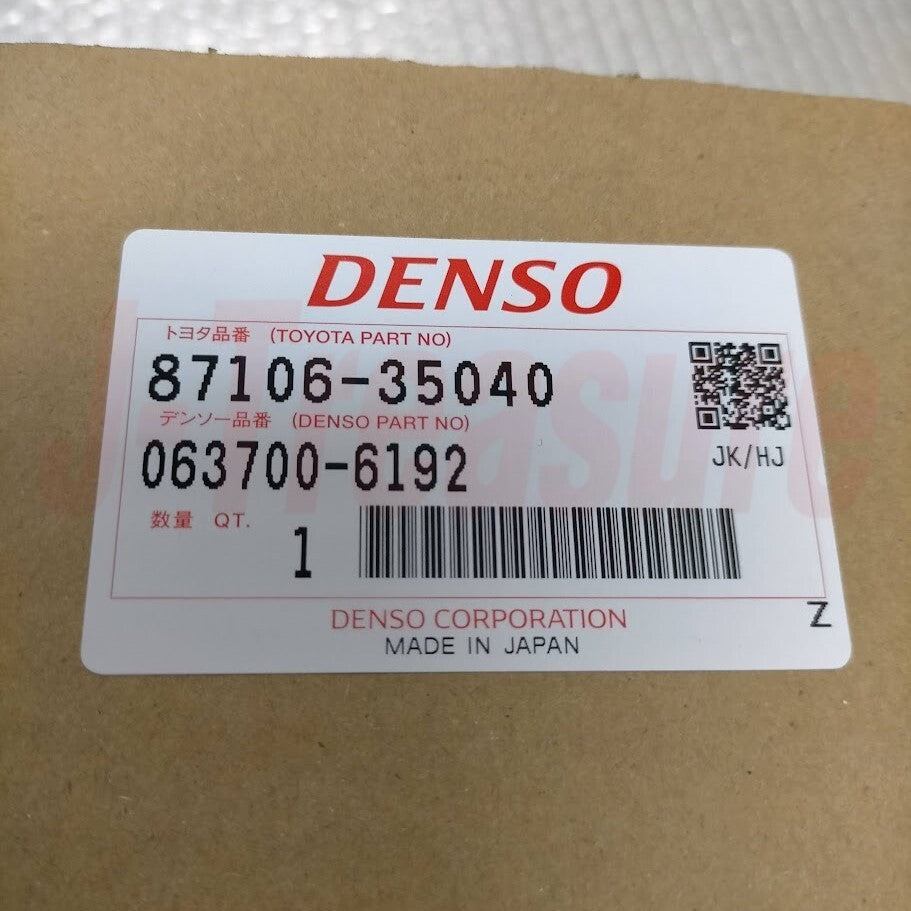 DENSO
トヨタ品番 (TOYOTA PART NO)
87106-35040
デンソー品番 (DENSO PART NO)
063700-6192
JK/HJ
数量 QT. 1
DENSO CORPORATION
MADE IN JAPAN
Z
J-Treasure